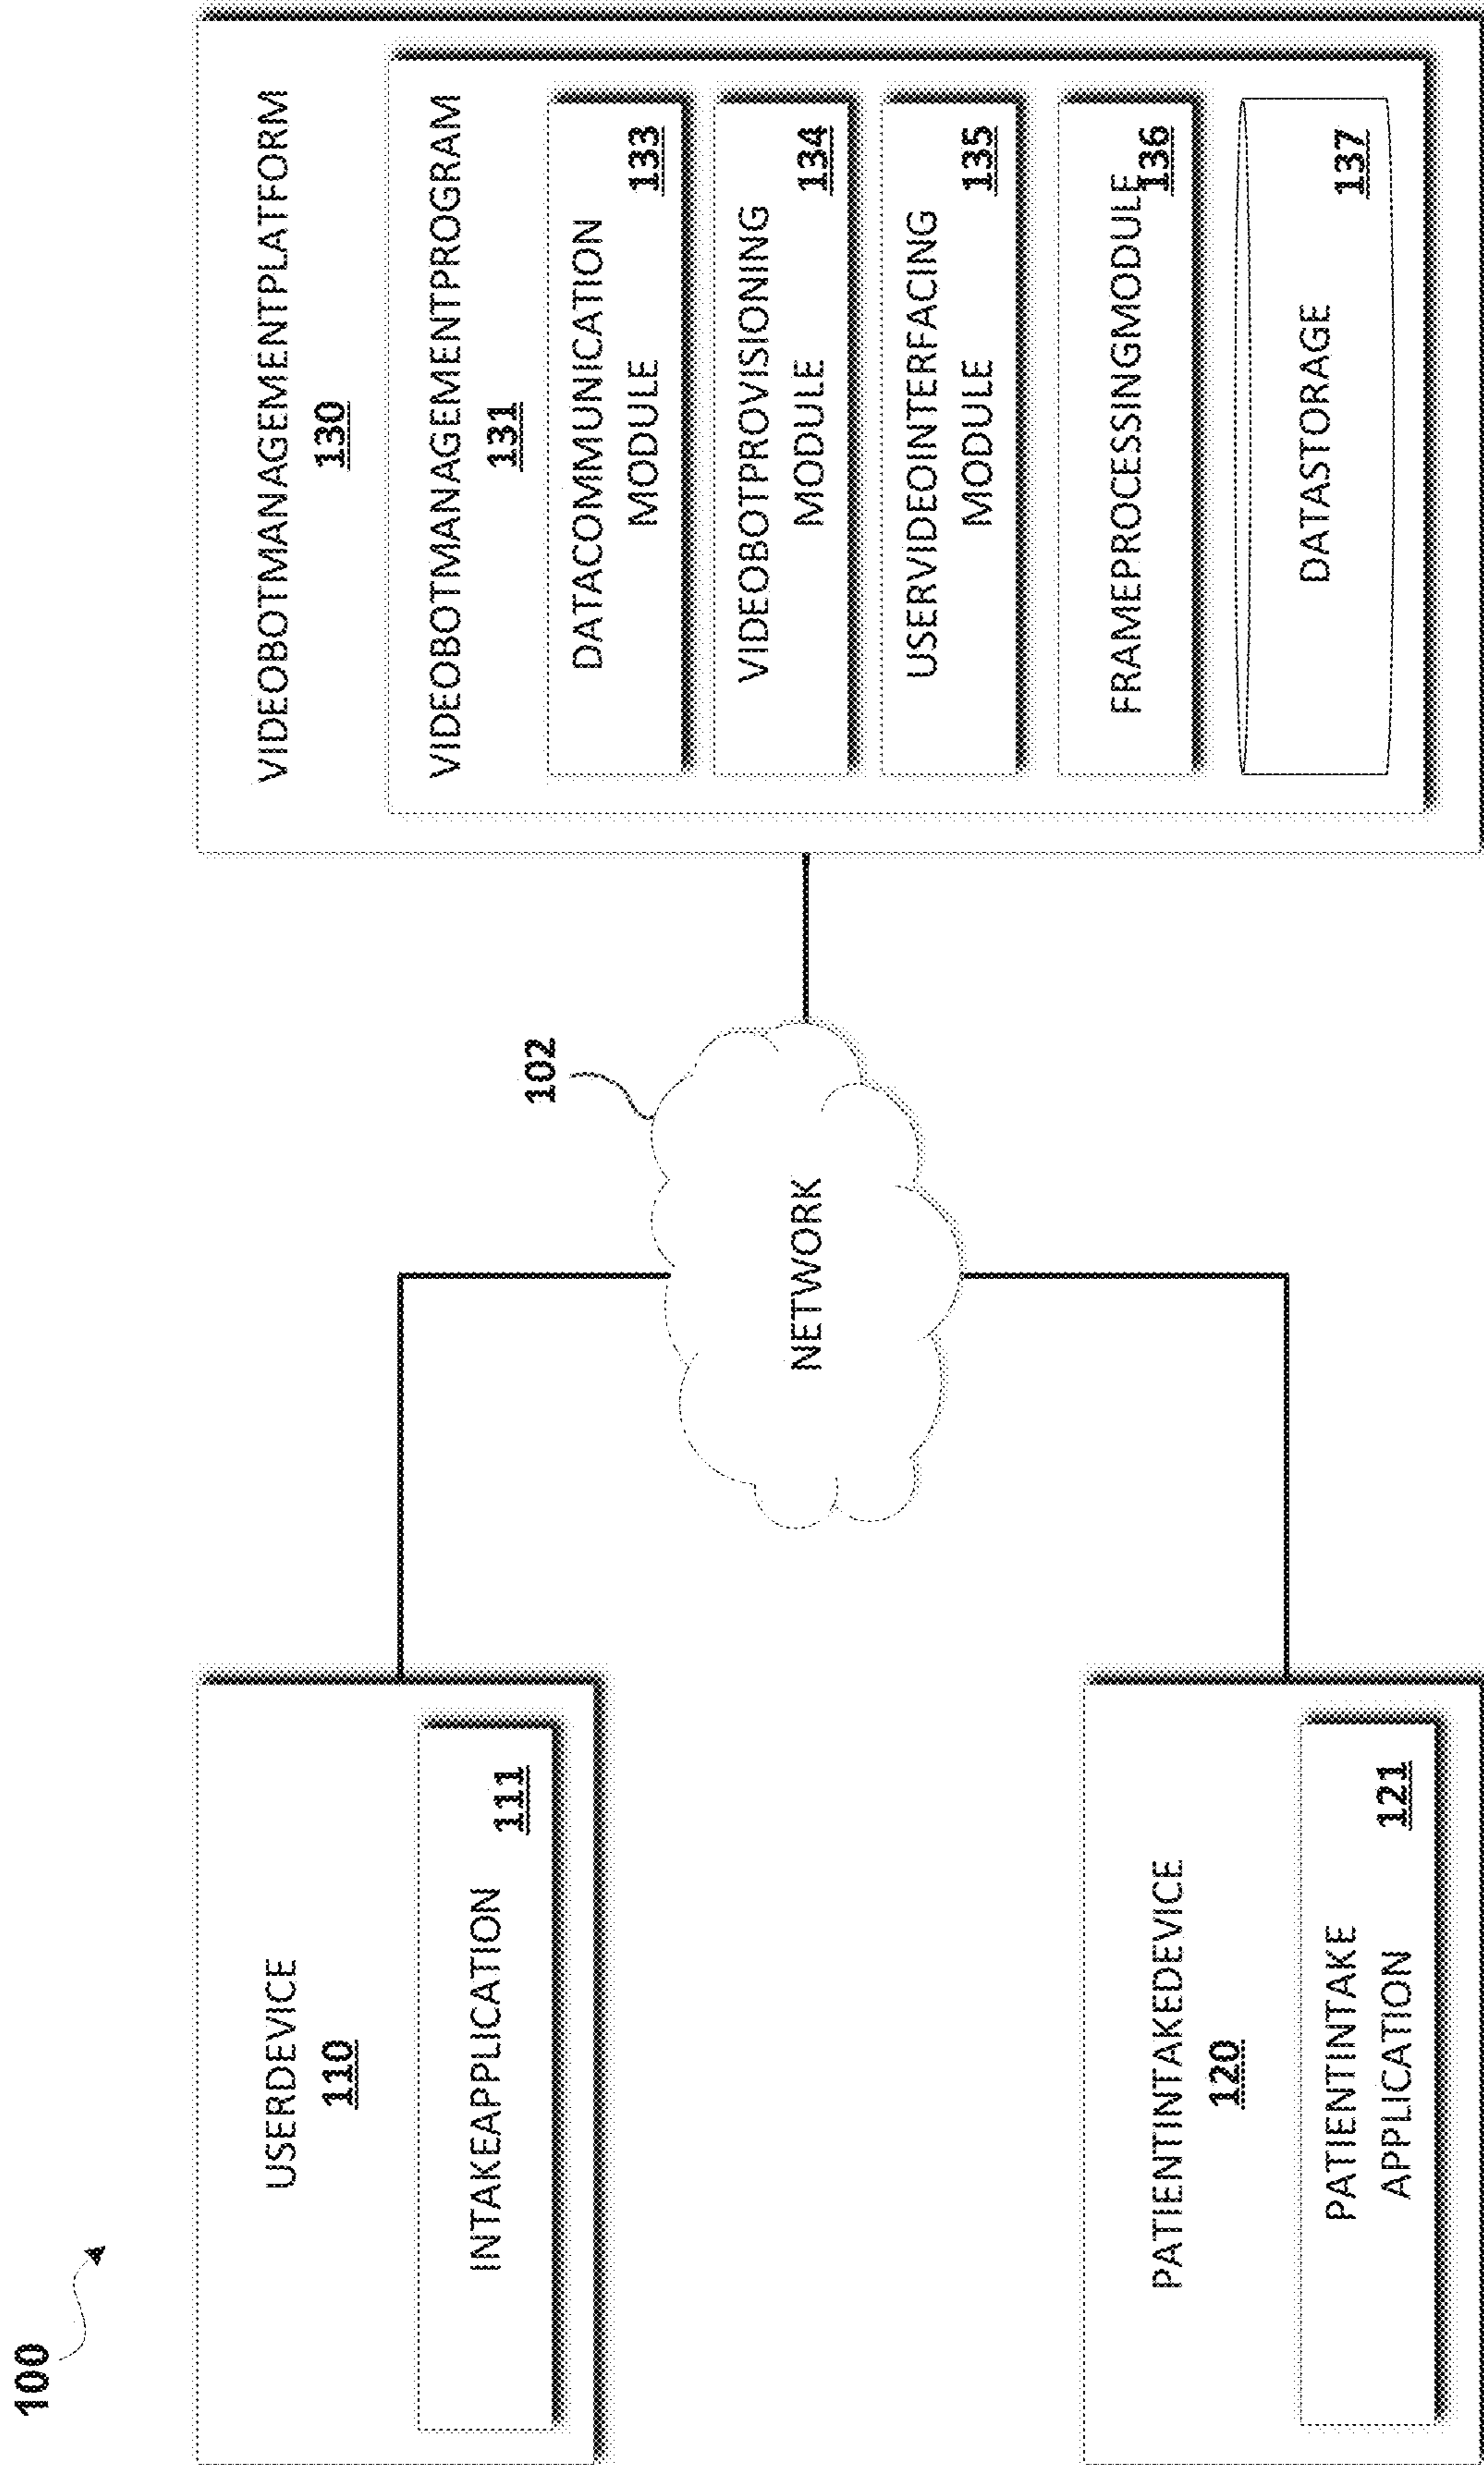 100
USERDEVICE
110
INTAKEAPPLICATION
111
PATIENTINTAKEDEVICE
120
PATIENTINTAKE
APPLICATION
121
102
NETWORK
VIDEOBOTMANAGEMENTPLATFORM
130
VIDEOBOTMANAGEMENTPROGRAM
131
DATACOMMUNICATION
MODULE
133
VIDEOBOTPROVISIONING
MODULE
134
USERVIDEOINTERFACING
MODULE
135
FRAMEPROCESSINGMODULE
136
DATASTORAGE
137